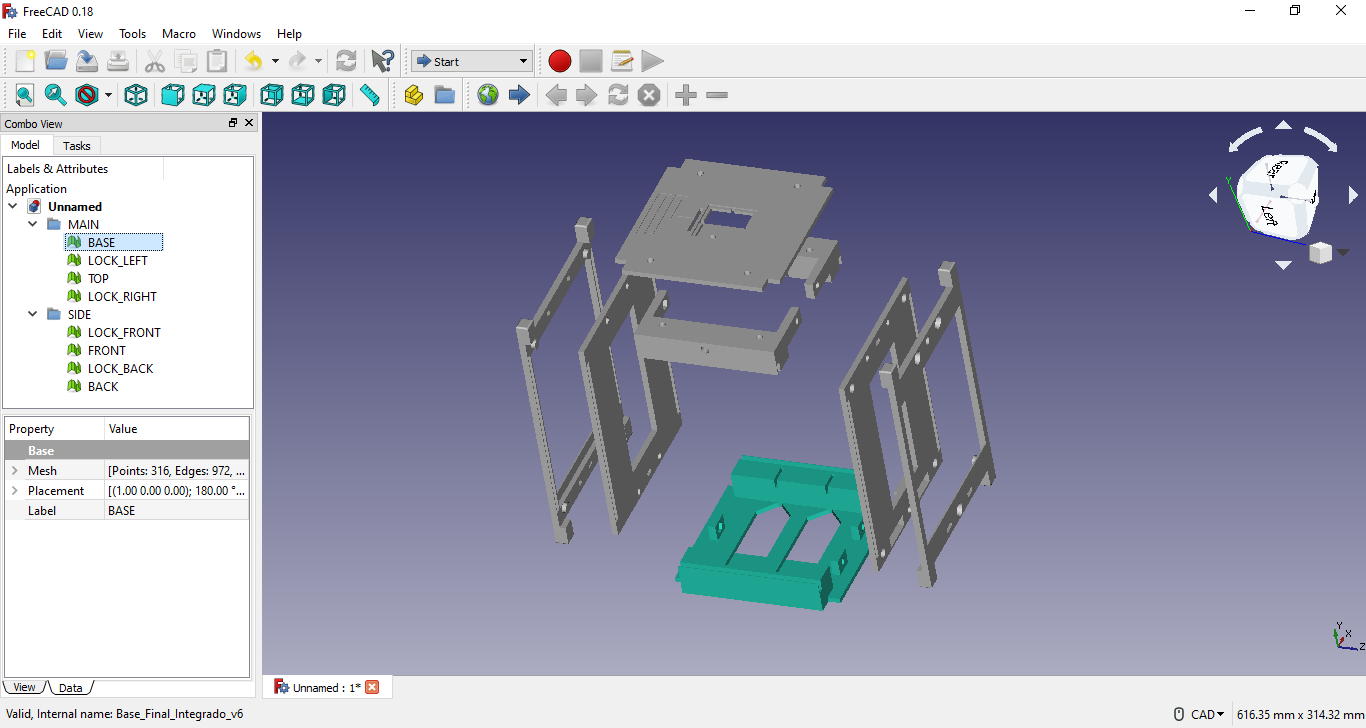 FreeCAD 0.18
File Edit View Tools Macro Windows Help
Start
Combo View
Model Tasks
Labels & Attributes
Application
Unnamed
MAIN
BASE
LOCK_LEFT
TOP
LOCK_RIGHT
SIDE
LOCK_FRONT
FRONT
LOCK_BACK
BACK
Property Value
Base
Mesh [Points: 316, Edges: 972, ...
Placement [(1.00 0.00 0.00); 180.00 °...
Label BASE
View Data
Left
Y
Y
X
Z
Unnamed : 1*
Valid, Internal name: Base_Final_Integrado_v6
CAD
616.35 mm x 314.32 mm